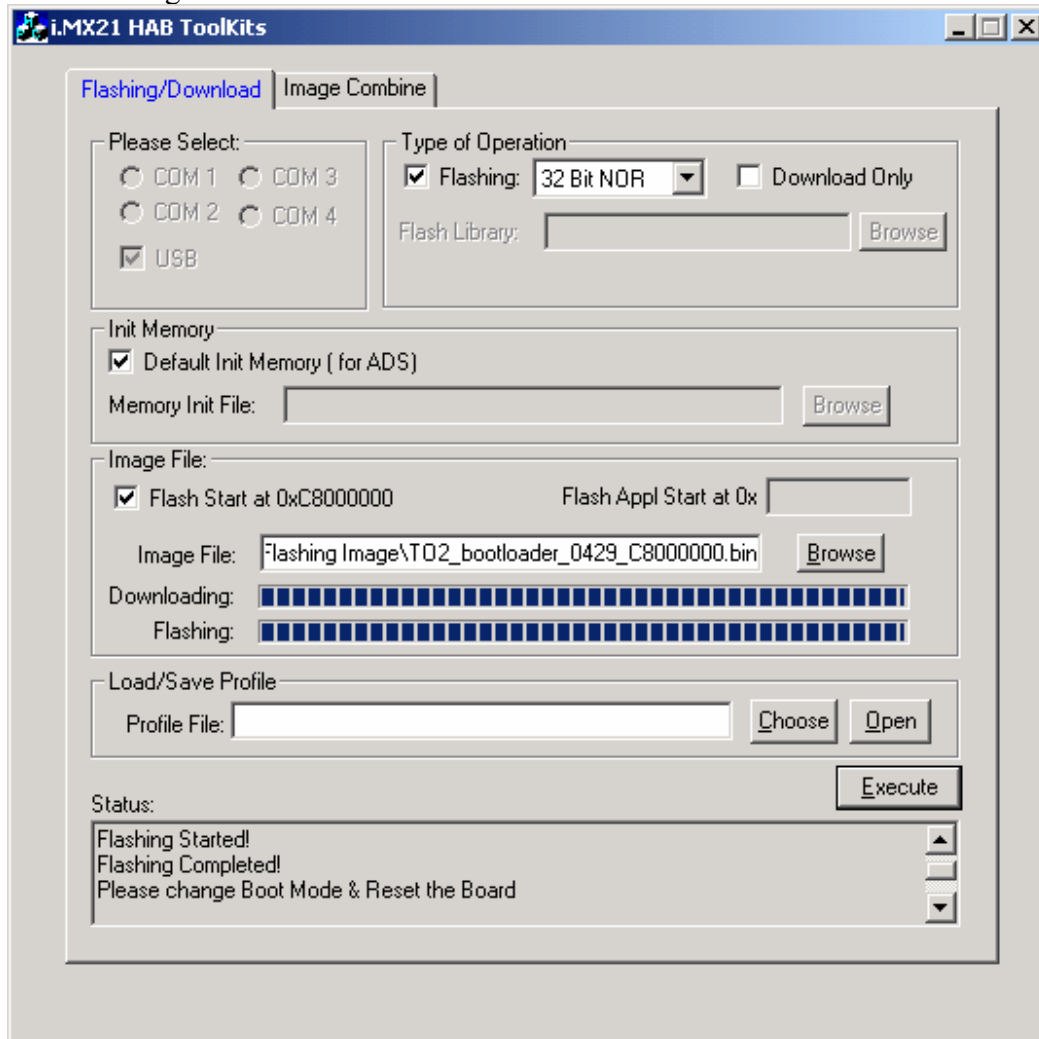 i.MX21 HAB ToolKits
Flashing/Download Image Combine
Please Select:
COM 1 COM 3
COM 2 COM 4
USB
Type of Operation
Flashing: 32 Bit NOR Download Only
Flash Library: Browse
Init Memory
Default Init Memory ( for ADS)
Memory Init File: Browse
Image File:
Flash Start at 0xC8000000 Flash Appl Start at 0x
Image File: Flashing Image\TO2_bootloader_0429_C8000000.bin Browse
Downloading:
Flashing:
Load/Save Profile
Profile File: Choose Open
Execute
Status:
Flashing Started!
Flashing Completed!
Please change Boot Mode & Reset the Board